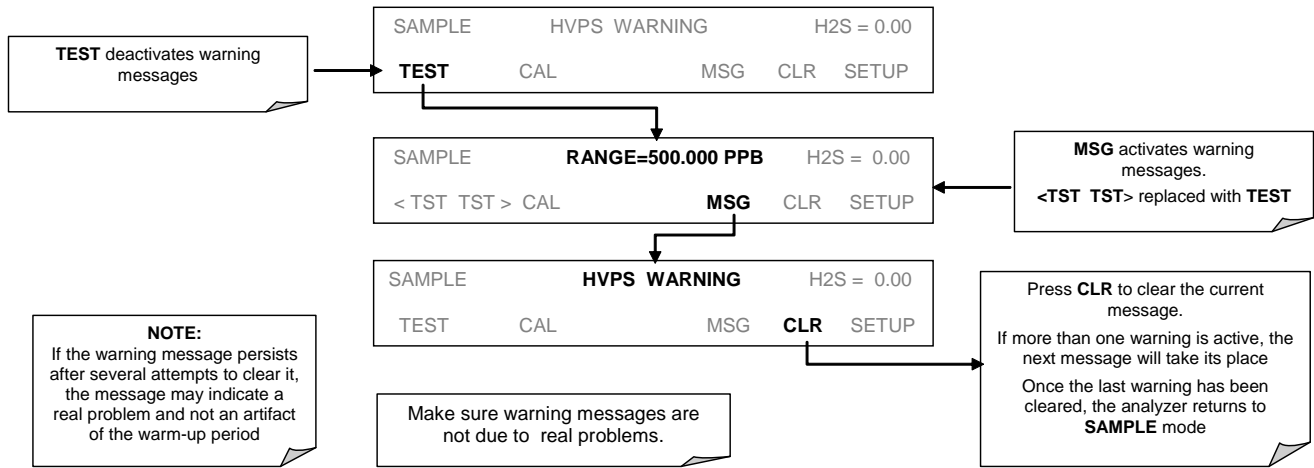 TEST deactivates warning
messages
SAMPLE HVPS WARNING H2S = 0.00
TEST CAL MSG CLR SETUP
SAMPLE RANGE=500.000 PPB H2S = 0.00
< TST TST > CAL MSG CLR SETUP
MSG activates warning
messages.
<TST TST> replaced with TEST
SAMPLE HVPS WARNING H2S = 0.00
TEST CAL MSG CLR SETUP
NOTE:
If the warning message persists
after several attempts to clear it,
the message may indicate a
real problem and not an artifact
of the warm-up period
Make sure warning messages are
not due to real problems.
Press CLR to clear the current
message.
If more than one warning is active, the
next message will take its place
Once the last warning has been
cleared, the analyzer returns to
SAMPLE mode